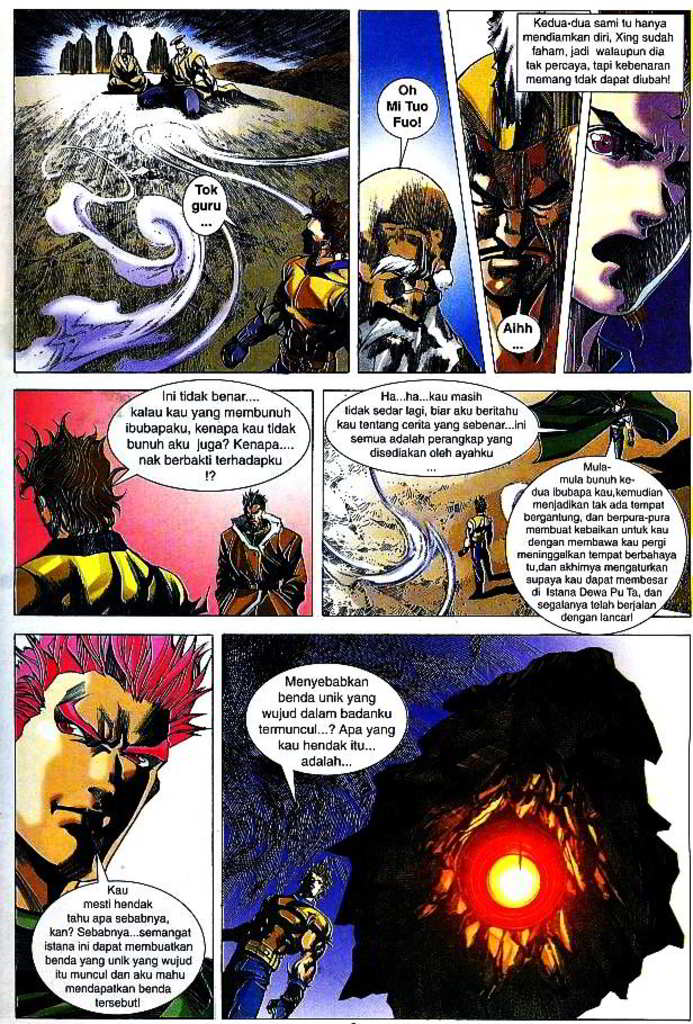 Tok
guru
...
Oh
Mi Tuo
Fuo!
Kedua-dua sami tu hanya
mendiamkan diri, Xing sudah
faham, jadi walaupun dia
tak percaya, tapi kebenaran
memang tdak dapat diubah!
Aihh
...
Ini tidak benar....
kalau kau yang membunuh
ibubapaku, kenapa kau tidak
bunuh aku juga? Kenapa....
nak berbakti terhadapku
!?
Ha...ha...kau masih
tidak sedar lagi, biar aku beritahu
kau tentang cerita yang sebenar...ini
semua adalah perangkap yang
disediakan oleh ayahku
...
Mula-
mula bunuh ke-
dua ibubapa kau,kemudian
menjadikan tak ada tempat
bergantung, dan berpura-pura
membuat kebaikan untuk kau
dengan membawa kau pergi
meninggelkan tempat berbahaya
tu,dan akhirnya mengaturkan
supaya kau dapat membesar
di Istana Dewa Pu Ta, dan
segalanya telah berjalan
dengan lancar!
Kau
mesti hendak
tahu apa sebabnya,
kan? Sebabnya...semangat
istana ini dapat membuatkan
benda yang unik yang wujud
itu muncul dan aku mahu
mendapatkan benda
tersebut!
Menyebabkan
benda unik yang
wujud dalam badanku
termuncul...? Apa yang
kau hendak itu...
adalah...